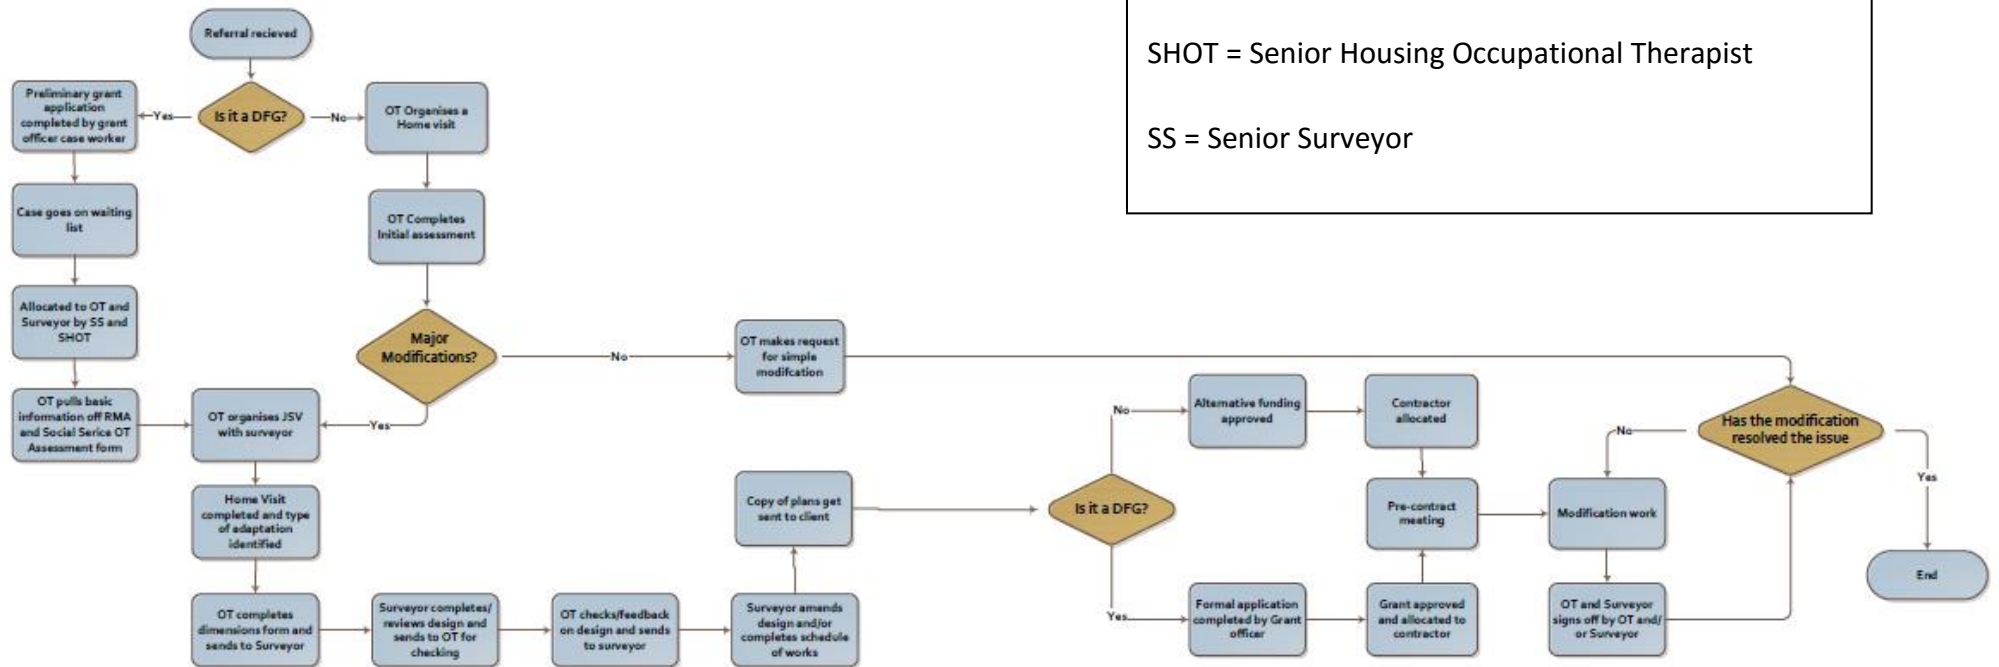 SHOT = Senior Housing Occupational Therapist
SS = Senior Surveyor
Referral recieved
Is it a DFG?
Yes
No
Preliminary grant
application
completed by grant
officer case worker
Case goes on waiting
list
Allocated to OT and
Surveyor by SS and
SHOT
OT pulls basic
information off RMA
and Social Serice OT
Assessment form
OT Organises a
Home visit
OT Completes
Initial assessment
Major
Modifications?
No
Yes
OT makes request
for simple
modifcation
OT organises JSV
with surveyor
Home Visit
completed and type
of adaptation
identified
OT completes
dimensions form and
sends to Surveyor
Surveyor completes/
reviews design and
sends to OT for
checking
OT checks/feedback
on design and sends
to surveyor
Surveyor amends
design and/or
completes schedule
of works
Copy of plans get
sent to client
Is it a DFG?
No
Yes
Alternative funding
approved
Contractor
allocated
Formal application
completed by Grant
officer
Grant approved
and allocated to
contractor
Pre-contract
meeting
Modification work
OT and Surveyor
signs off by OT and/
or Surveyor
Has the modification
resolved the issue
No
Yes
End